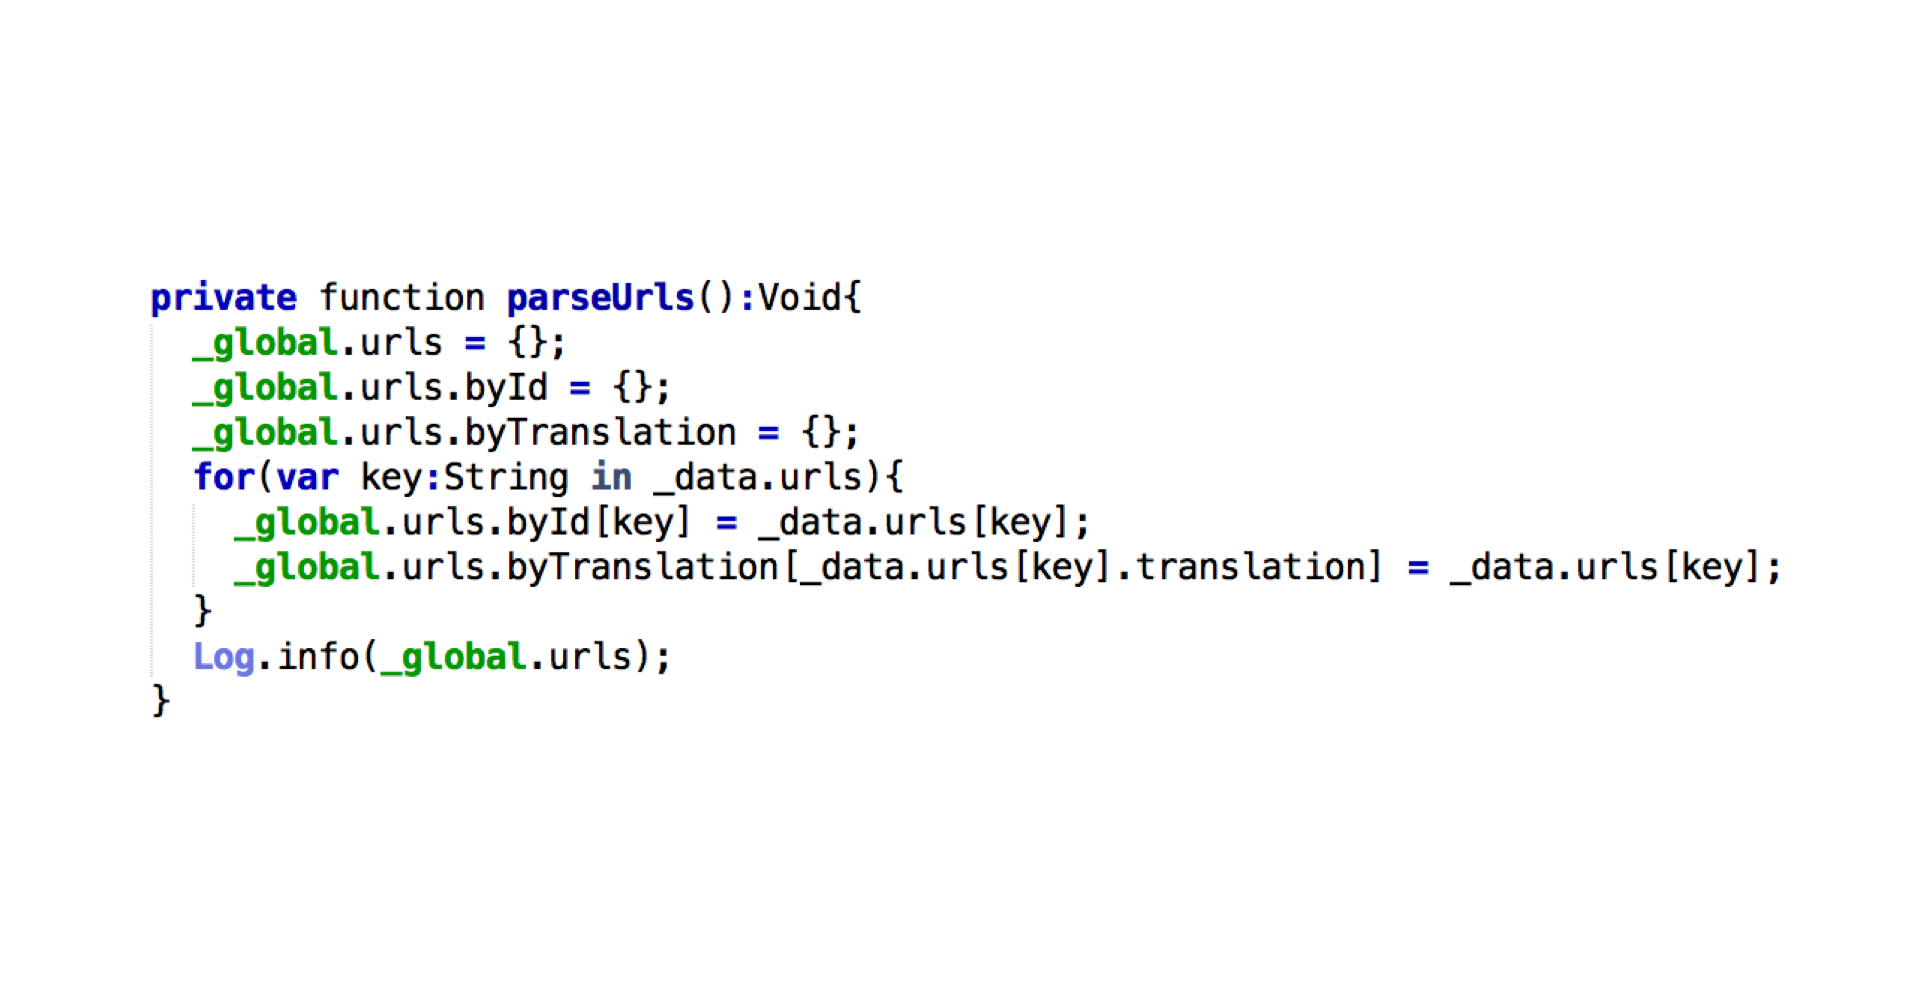 private function parseUrls():Void{
  _global.urls = {};
  _global.urls.byId = {};
  _global.urls.byTranslation = {};
  for(var key:String in _data.urls){
    _global.urls.byId[key] = _data.urls[key];
    _global.urls.byTranslation[_data.urls[key].translation] = _data.urls[key];
  }
  Log.info(_global.urls);
}